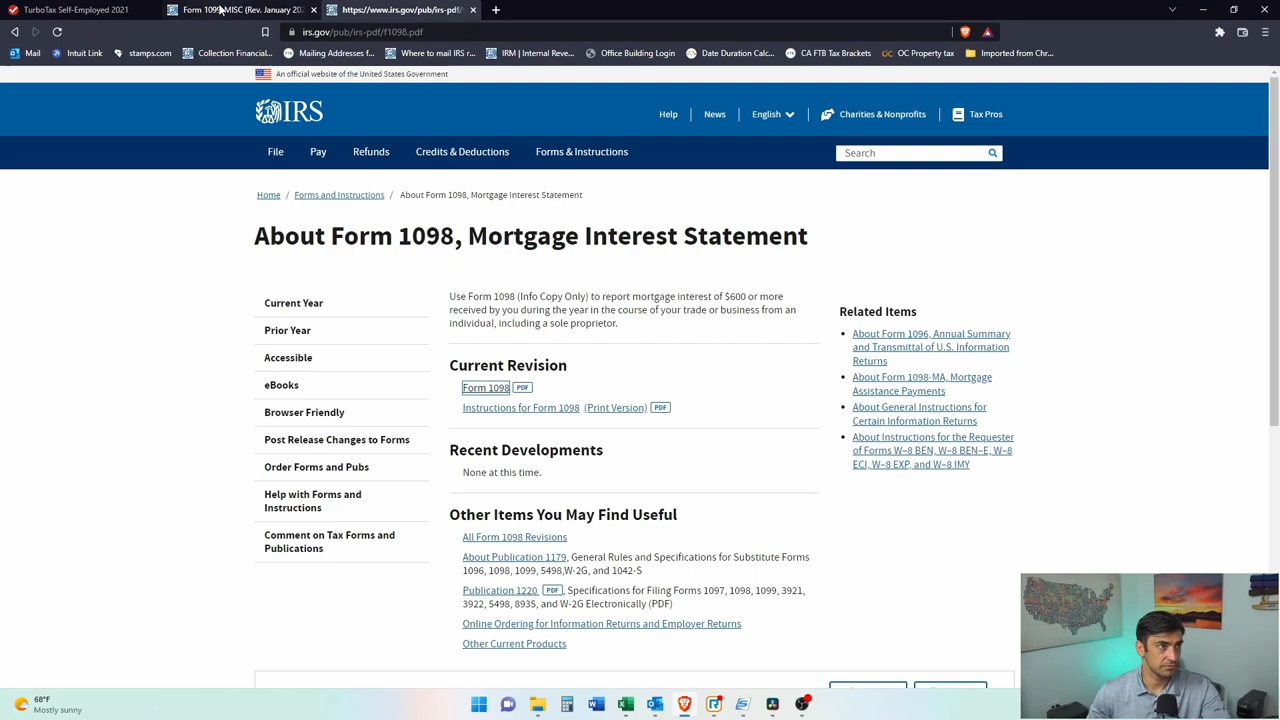 TurboTax Self-Employed 2021
Form 1099-MISC (Rev. January 202
https://www.irs.gov/pub/irs-pdf/
irs.gov/pub/irs-pdf/f1098.pdf
Mail
Intuit Link
stamps.com
Collection Financial...
Mailing Addresses f...
Where to mail IRS r...
IRM | Internal Reve...
Office Building Login
Date Duration Calc...
CA FTB Tax Brackets
OC Property tax
Imported from Chr...
An official website of the United States Government
IRS
Help
News
English
Charities & Nonprofits
Tax Pros
File
Pay
Refunds
Credits & Deductions
Forms & Instructions
Search
Home / Forms and Instructions / About Form 1098, Mortgage Interest Statement
About Form 1098, Mortgage Interest Statement
Current Year
Prior Year
Accessible
eBooks
Browser Friendly
Post Release Changes to Forms
Order Forms and Pubs
Help with Forms and
Instructions
Comment on Tax Forms and
Publications
Use Form 1098 (Info Copy Only) to report mortgage interest of $600 or more
received by you during the year in the course of your trade or business from an
individual, including a sole proprietor.
Current Revision
Form 1098 PDF
Instructions for Form 1098 (Print Version) PDF
Recent Developments
None at this time.
Other Items You May Find Useful
All Form 1098 Revisions
About Publication 1179, General Rules and Specifications for Substitute Forms
1096, 1098, 1099, 5498,W-2G, and 1042-S
Publication 1220 PDF, Specifications for Filing Forms 1097, 1098, 1099, 3921,
3922, 5498, 8935, and W-2G Electronically (PDF)
Online Ordering for Information Returns and Employer Returns
Other Current Products
Related Items
About Form 1096, Annual Summary
and Transmittal of U.S. Information
Returns
About Form 1098-MA, Mortgage
Assistance Payments
About General Instructions for
Certain Information Returns
About Instructions for the Requester
of Forms W–8 BEN, W–8 BEN–E, W–8
ECI, W–8 EXP, and W–8 IMY
68°F
Mostly sunny